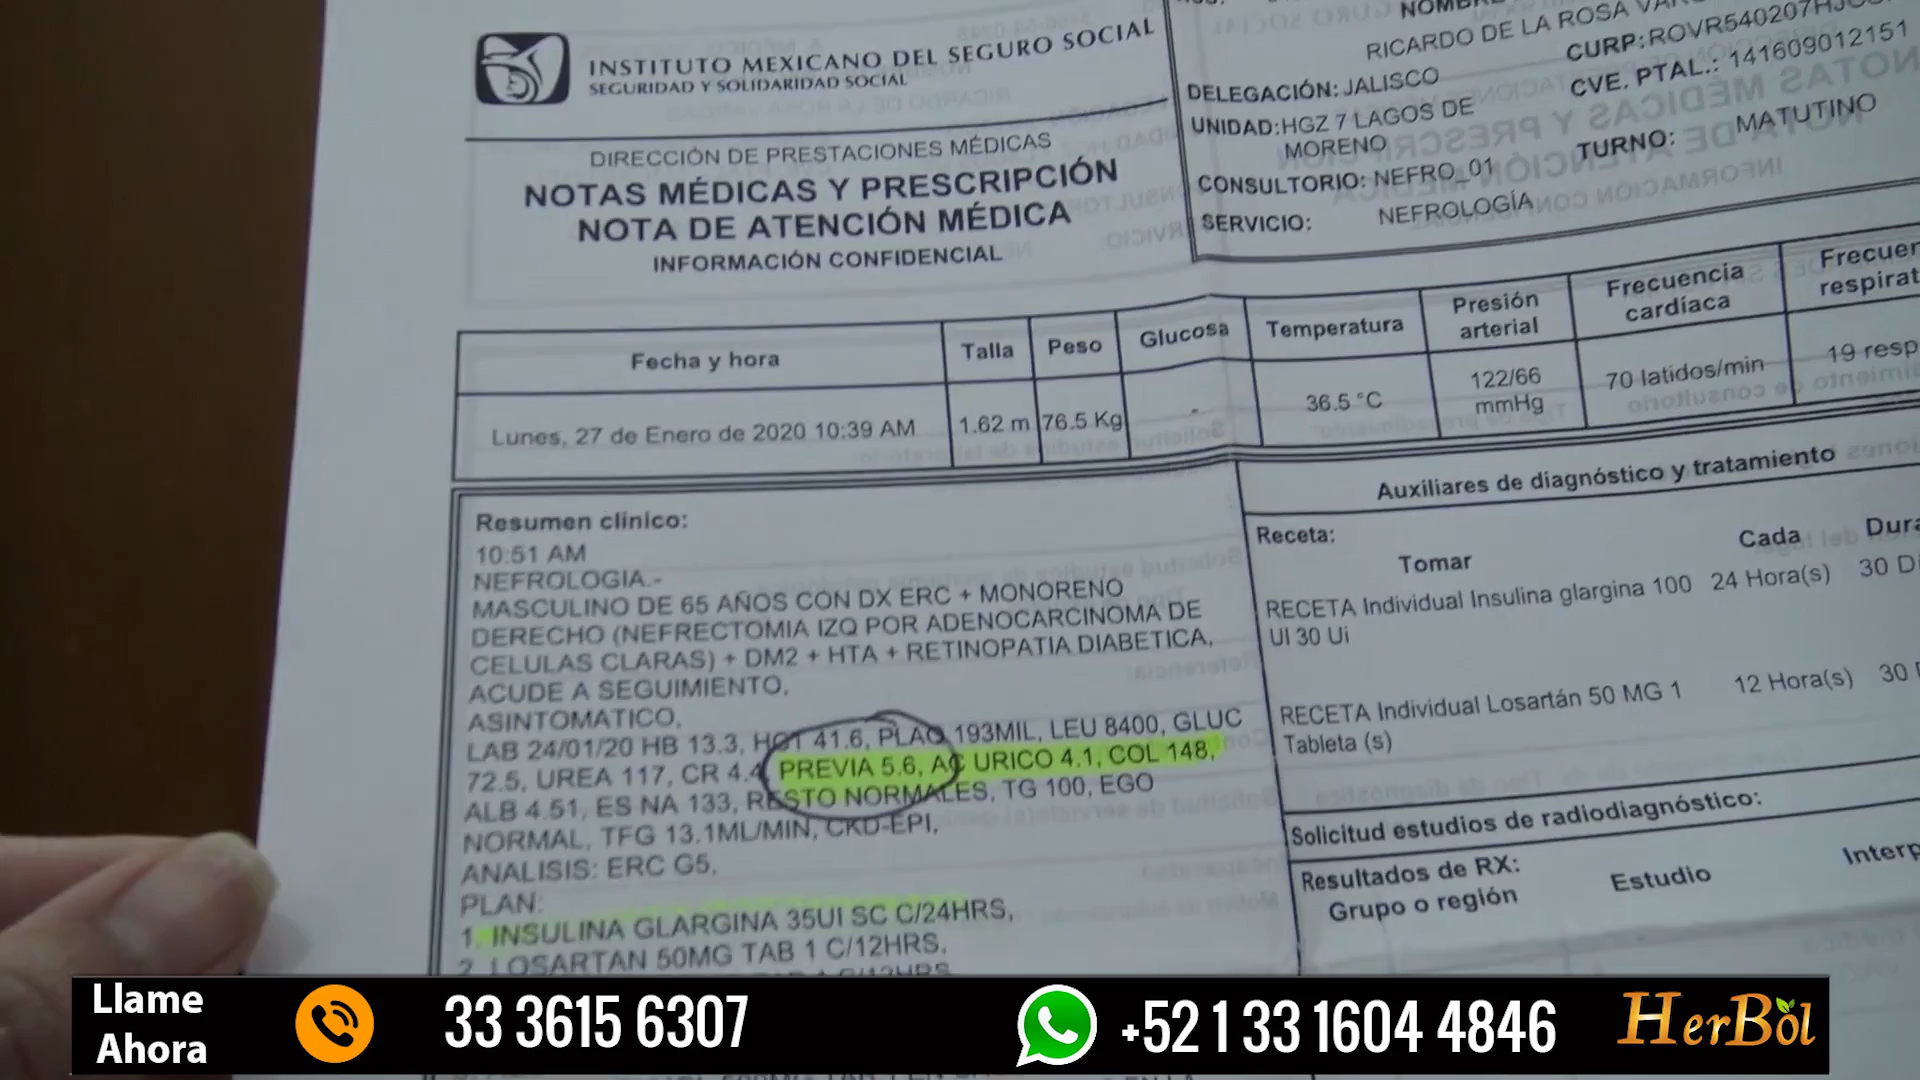 INSTITUTO MEXICANO DEL SEGURO SOCIAL
SEGURIDAD Y SOLIDARIDAD SOCIAL
DIRECCIÓN DE PRESTACIONES MÉDICAS
NOTAS MÉDICAS Y PRESCRIPCIÓN
NOTA DE ATENCIÓN MÉDICA
INFORMACIÓN CONFIDENCIAL
RICARDO DE LA ROSA
CURP:ROVR540207
DELEGACIÓN: JALISCO
CVE. PTAL.: 141609012151
UNIDAD:HGZ 7 LAGOS DE
MORENO
TURNO: MATUTINO
CONSULTORIO: NEFRO_01
SERVICIO: NEFROLOGÍA
Fecha y hora Talla Peso Glucosa Temperatura Presión arterial Frecuencia cardíaca
Lunes, 27 de Enero de 2020 10:39 AM 1.62 m 76.5 Kg - 36.5 °C 122/66 mmHg 70 latidos/min 19 resp
Resumen clinico:
10:51 AM
NEFROLOGIA.-
MASCULINO DE 65 AÑOS CON DX ERC + MONORENO
DERECHO (NEFRECTOMIA IZQ POR ADENOCARCINOMA DE
CELULAS CLARAS) + DM2 + HTA + RETINOPATIA DIABETICA,
ACUDE A SEGUIMIENTO,
ASINTOMATICO,
LAB 24/01/20 HB 13.3, HCT 41.6, PLAQ 193MIL, LEU 8400, GLUC
72.5, UREA 117, CR 4.4, PREVIA 5.6, AC URICO 4.1, COL 148,
ALB 4.51, ES NA 133, RESTO NORMALES, TG 100, EGO
NORMAL, TFG 13.1ML/MIN, CKD-EPI,
ANALISIS: ERC G5,
PLAN:
1. INSULINA GLARGINA 35UI SC C/24HRS,
2. LOSARTAN 50MG TAB 1 C/12HRS,
Auxiliares de diagnóstico y tratamiento
Receta:
Tomar Cada
RECETA Individual Insulina glargina 100 24 Hora(s) 30
UI 30 Ui
RECETA Individual Losartán 50 MG 1 12 Hora(s) 30
Tableta (s)
Solicitud estudios de radiodiagnóstico:
Resultados de RX:
Grupo o región Estudio
Llame
Ahora
33 3615 6307
+52 1 33 1604 4846
HerBol